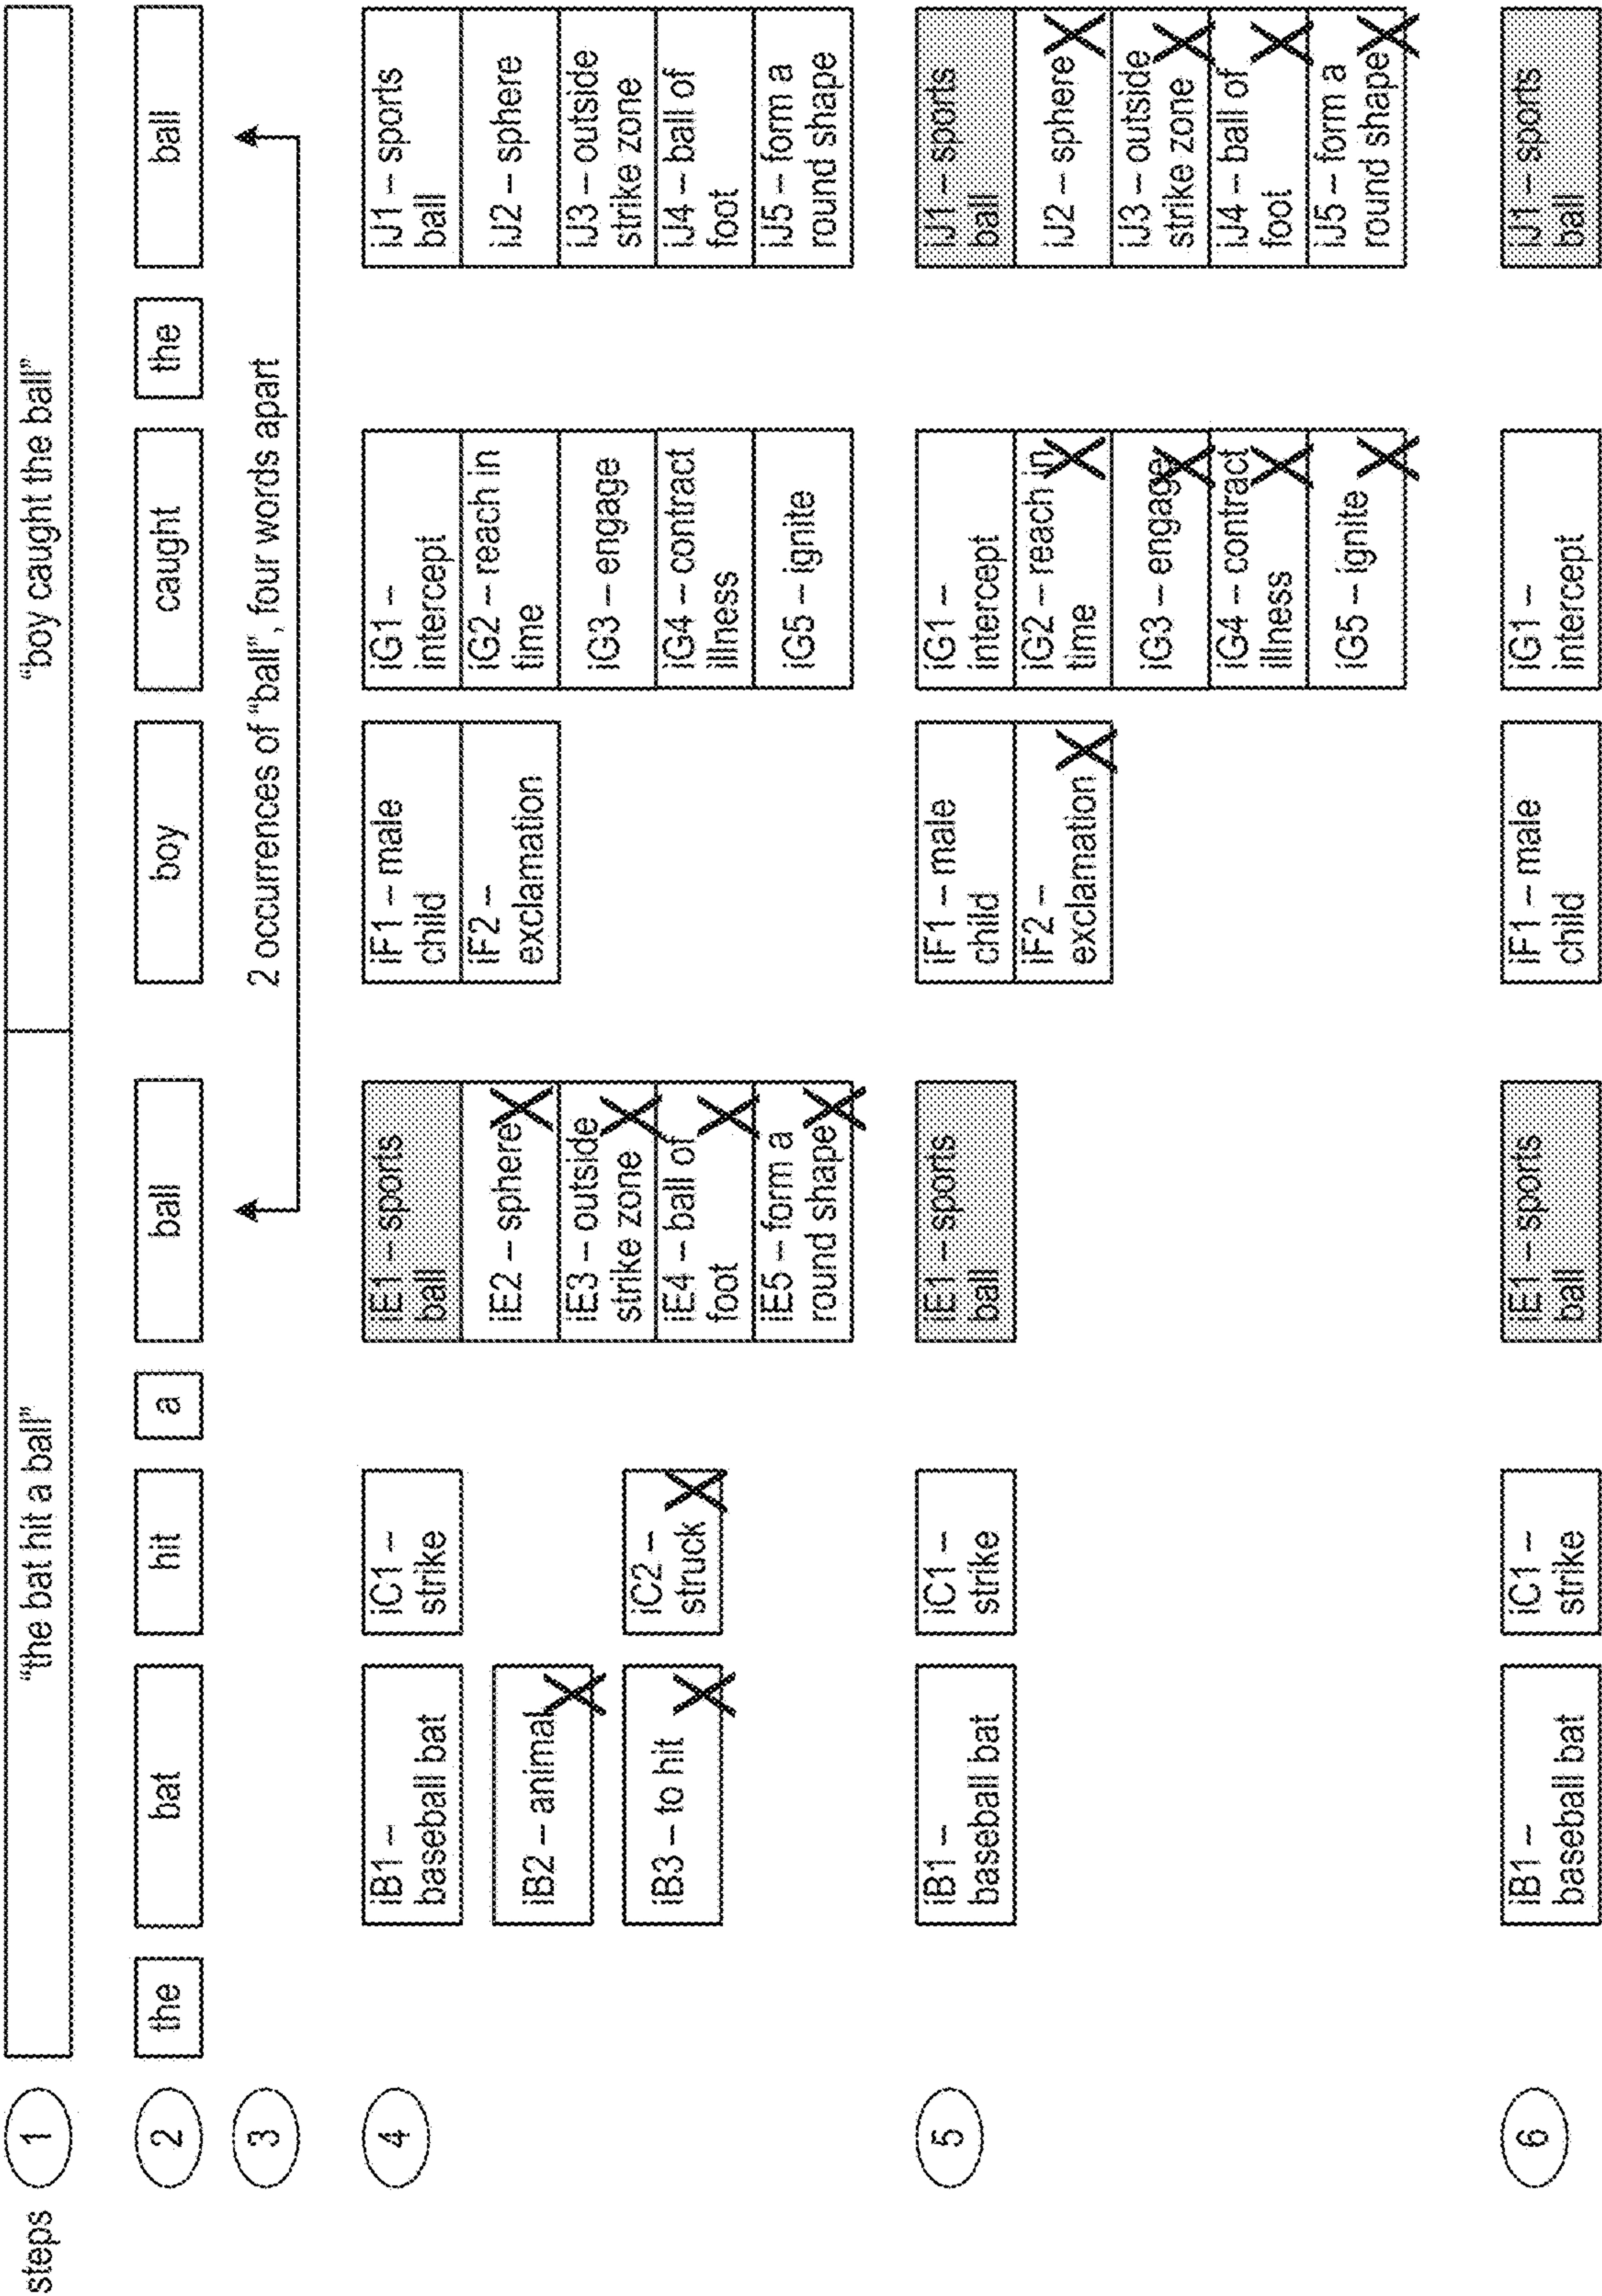 steps
1
"the bat hit a ball"
"boy caught the ball"
2
the
bat
hit
a
ball
boy
caught
the
ball
3
2 occurrences of "ball", four words apart
4
iB1 –
baseball bat
iB2 – animal
iB3 – to hit
iC1 –
strike
iC2 –
struck
iE1 – sports
ball
iE2 – sphere
iE3 – outside
strike zone
iE4 – ball of
foot
iE5 – form a
round shape
iF1 – male
child
iF2 –
exclamation
iG1 –
intercept
iG2 – reach in
time
iG3 – engage
iG4 – contract
illness
iG5 – ignite
iJ1 – sports
ball
iJ2 – sphere
iJ3 – outside
strike zone
iJ4 – ball of
foot
iJ5 – form a
round shape
5
iB1 –
baseball bat
iC1 –
strike
iE1 – sports
ball
iF1 – male
child
iF2 –
exclamation
iG1 –
intercept
iG2 – reach in
time
iG3 – engage
iG4 – contract
illness
iG5 – ignite
iJ1 – sports
ball
iJ2 – sphere
iJ3 – outside
strike zone
iJ4 – ball of
foot
iJ5 – form a
round shape
6
iB1 –
baseball bat
iC1 –
strike
iE1 – sports
ball
iF1 – male
child
iG1 –
intercept
iJ1 – sports
ball